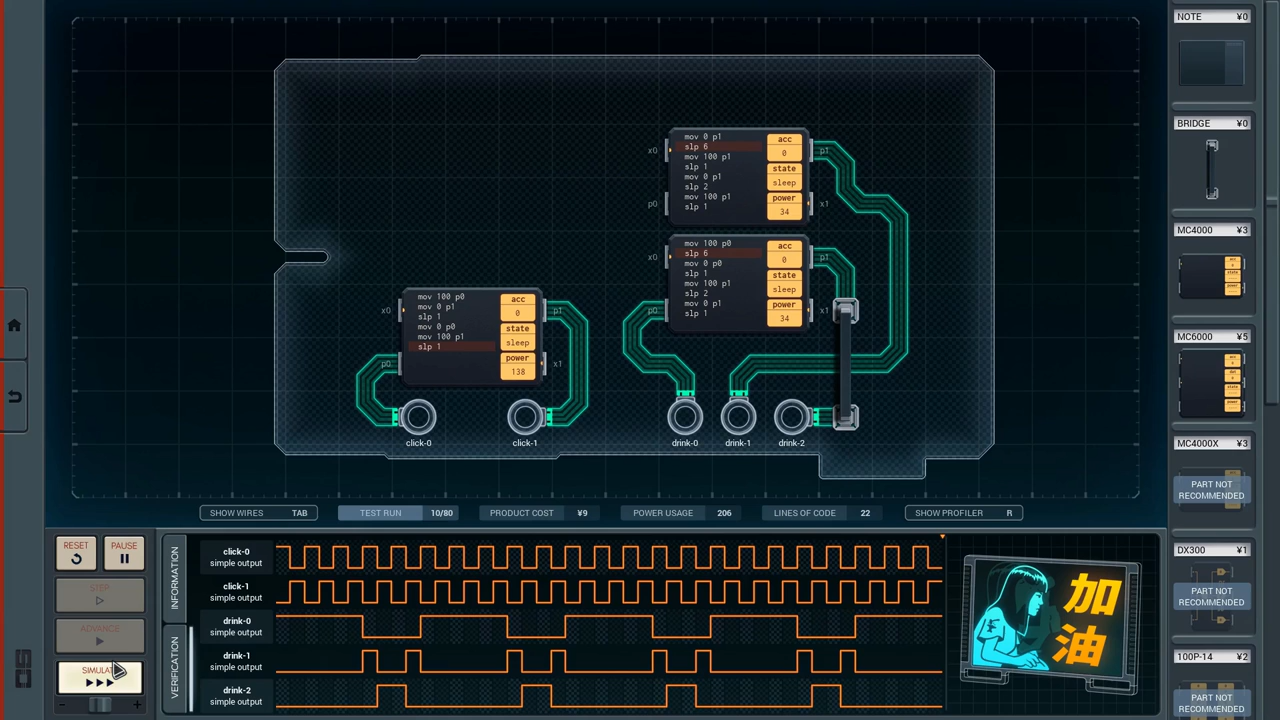 NOTE ¥0
BRIDGE ¥0
MC4000 ¥3
MC6000 ¥5
MC4000X ¥3
PART NOT
RECOMMENDED
DX300 ¥1
PART NOT
RECOMMENDED
100P-14 ¥2
PART NOT
RECOMMENDED
x0
p0
p1
x1
mov 0 p1
slp 6
mov 100 p1
slp 1
mov 0 p1
slp 2
mov 100 p1
slp 1
acc
0
state
sleep
power
34
x0
p0
p1
x1
mov 100 p0
slp 6
mov 0 p0
slp 1
mov 100 p1
slp 2
mov 0 p1
slp 1
acc
0
state
sleep
power
34
x0
p0
p1
x1
mov 100 p0
mov 0 p1
slp 1
mov 0 p0
mov 100 p1
slp 1
acc
0
state
sleep
power
138
click-0
click-1
drink-0
drink-1
drink-2
SHOW WIRES TAB
TEST RUN 10/80
PRODUCT COST ¥9
POWER USAGE 206
LINES OF CODE 22
SHOW PROFILER R
RESET
PAUSE
STEP
ADVANCE
- +
INFORMATION
VERIFICATION
click-0
simple output
click-1
simple output
drink-0
simple output
drink-1
simple output
drink-2
simple output
加
油